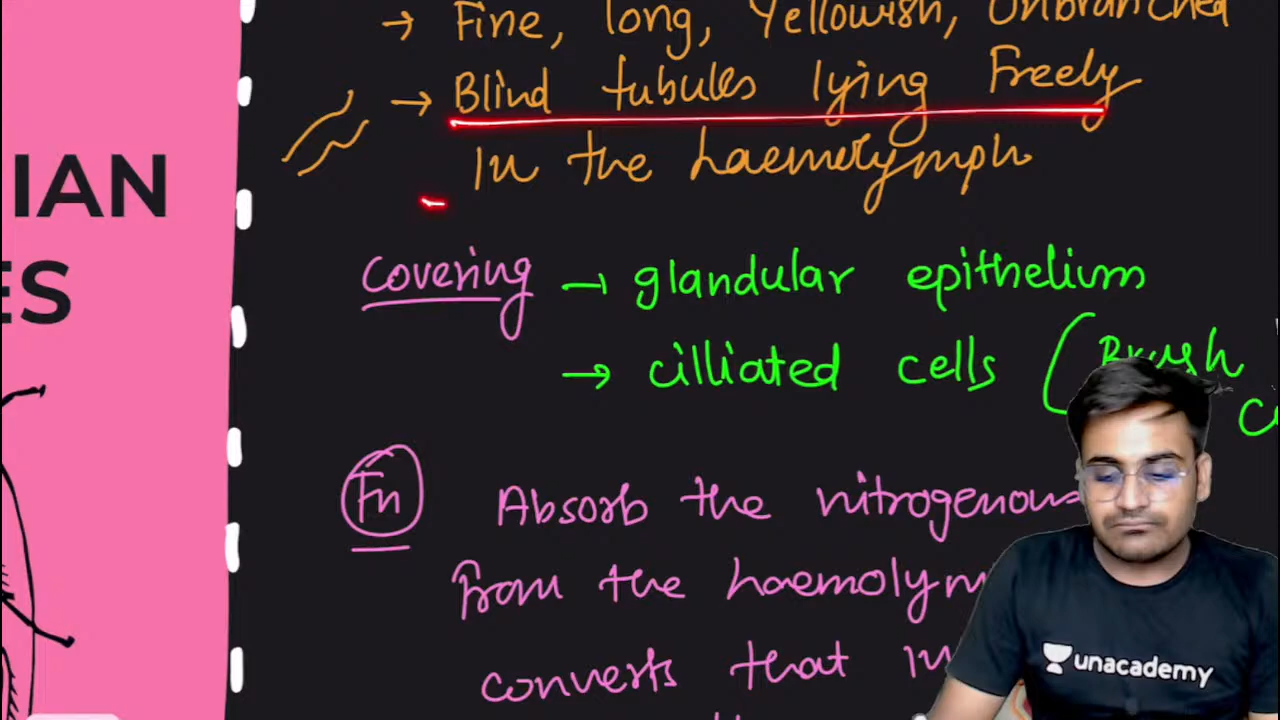 → Fine, long, Yellowish, Unbranched
→ Blind tubules lying Freely
In the haemolymph
IAN
ES
Covering → glandular epithelium
→ cilliated cells (Brush
Fn Absorb the nitrogenous
From the
converts that in
unacademy